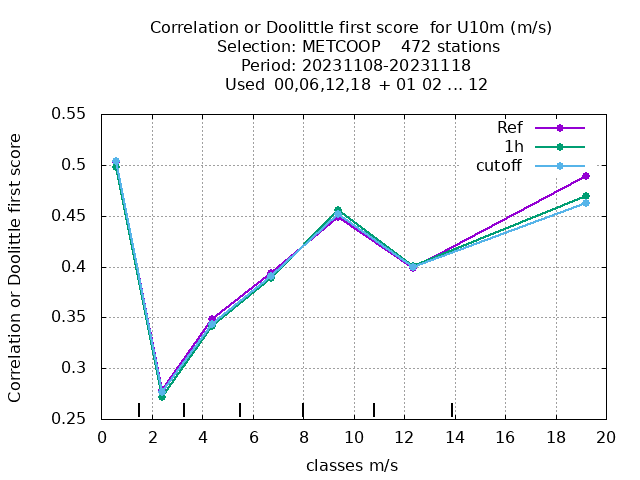 Correlation or Doolittle first score  for U10m (m/s)
Selection: METCOOP    472 stations
Period: 20231108-20231118
Used  00,06,12,18 + 01 02 ... 12
Correlation or Doolittle first score
0.55
0.5
0.45
0.4
0.35
0.3
0.25
Ref
1h
cutoff
0 2 4 6 8 10 12 14 16 18 20
classes m/s